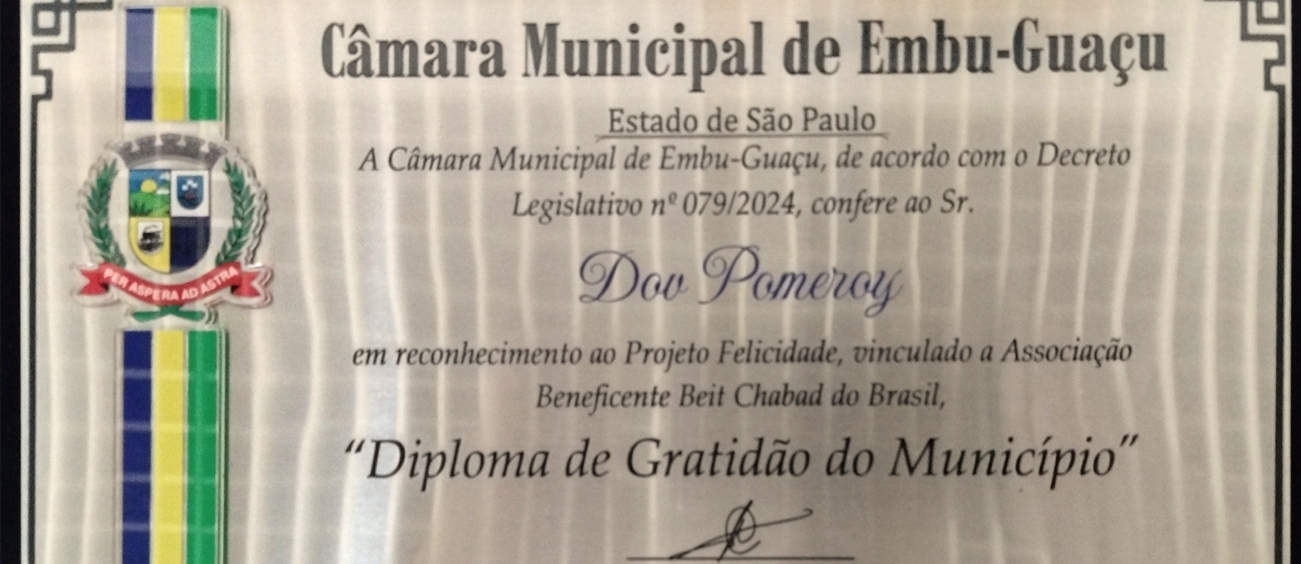 Câmara Municipal de Embu-Guaçu
Estado de São Paulo
A Câmara Municipal de Embu-Guaçu, de acordo com o Decreto
Legislativo nº 079/2024, confere ao Sr.
Dov Pomeroy
em reconhecimento ao Projeto Felicidade, vinculado a Associação
Beneficente Beit Chabad do Brasil,
“Diploma de Gratidão do Município”
PER ASPERA AD ASTRA